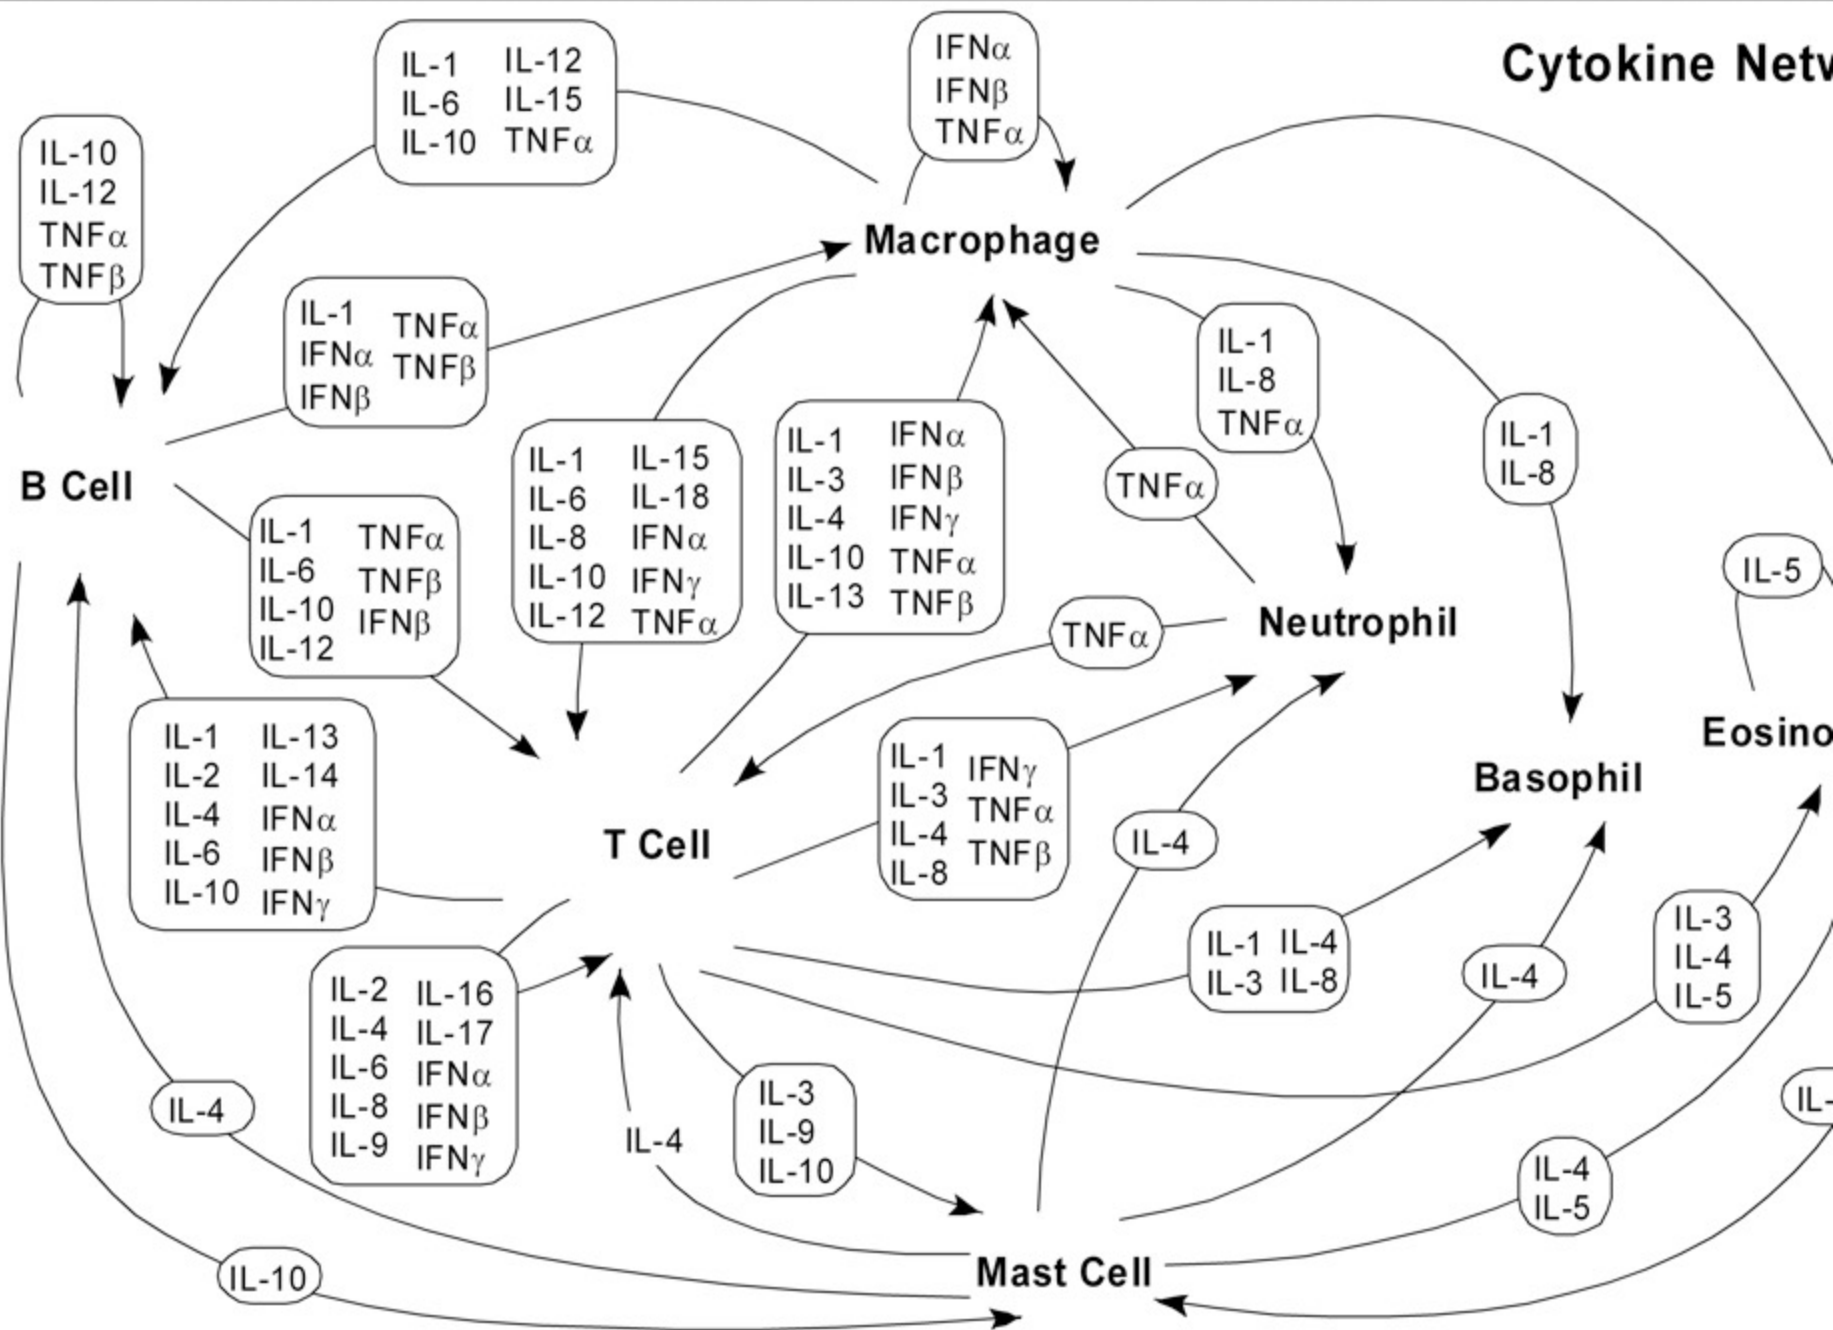 Cytokine Netw
IL-1 IL-12
IL-6 IL-15
IL-10 TNFα
IFNα
IFNβ
TNFα
IL-10
IL-12
TNFα
TNFβ
Macrophage
IL-1 TNFα
IFNα TNFβ
IFNβ
IL-1
IL-8
TNFα
IL-1
IL-8
B Cell
IL-1 IL-15
IL-6 IL-18
IL-8 IFNα
IL-10 IFNγ
IL-12 TNFα
IL-1 IFNα
IL-3 IFNβ
IL-4 IFNγ
IL-10 TNFα
IL-13 TNFβ
TNFα
IL-1 TNFα
IL-6 TNFβ
IL-10 IFNβ
IL-12
IL-5
TNFα
Neutrophil
IL-1 IL-13
IL-2 IL-14
IL-4 IFNα
IL-6 IFNβ
IL-10 IFNγ
IL-1 IFNγ
IL-3 TNFα
IL-4 TNFβ
IL-8
Eosino
Basophil
T Cell
IL-4
IL-1 IL-4
IL-3 IL-8
IL-4
IL-3
IL-4
IL-5
IL-2 IL-16
IL-4 IL-17
IL-6 IFNα
IL-8 IFNβ
IL-9 IFNγ
IL-4
IL-4
IL-3
IL-9
IL-10
IL-
IL-4
IL-5
IL-10
Mast Cell